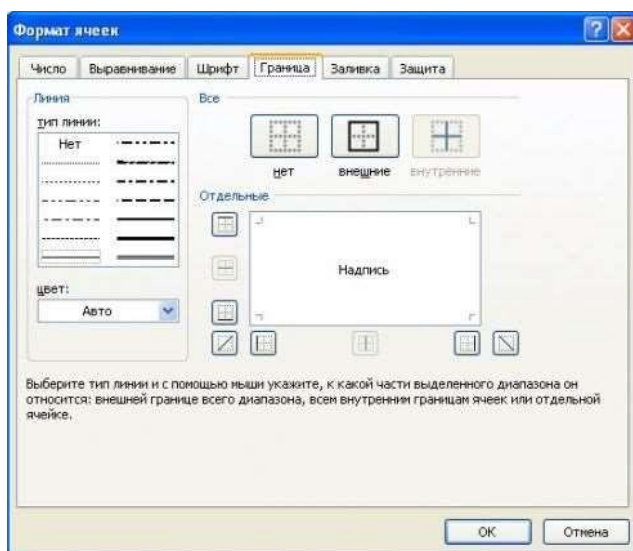 Формат ячеек
Число Выравнивание Шрифт Граница Заливка Защита
Линия
тип линии:
Нет
цвет:
Авто
Все
нет внешние внутренние
Отдельные
Надпись
Выберите тип линии и с помощью мыши укажите, к какой части выделенного диапазона он
относится: внешней границе всего диапазона, всем внутренним границам ячеек или отдельной
ячейке.
ОК Отмена